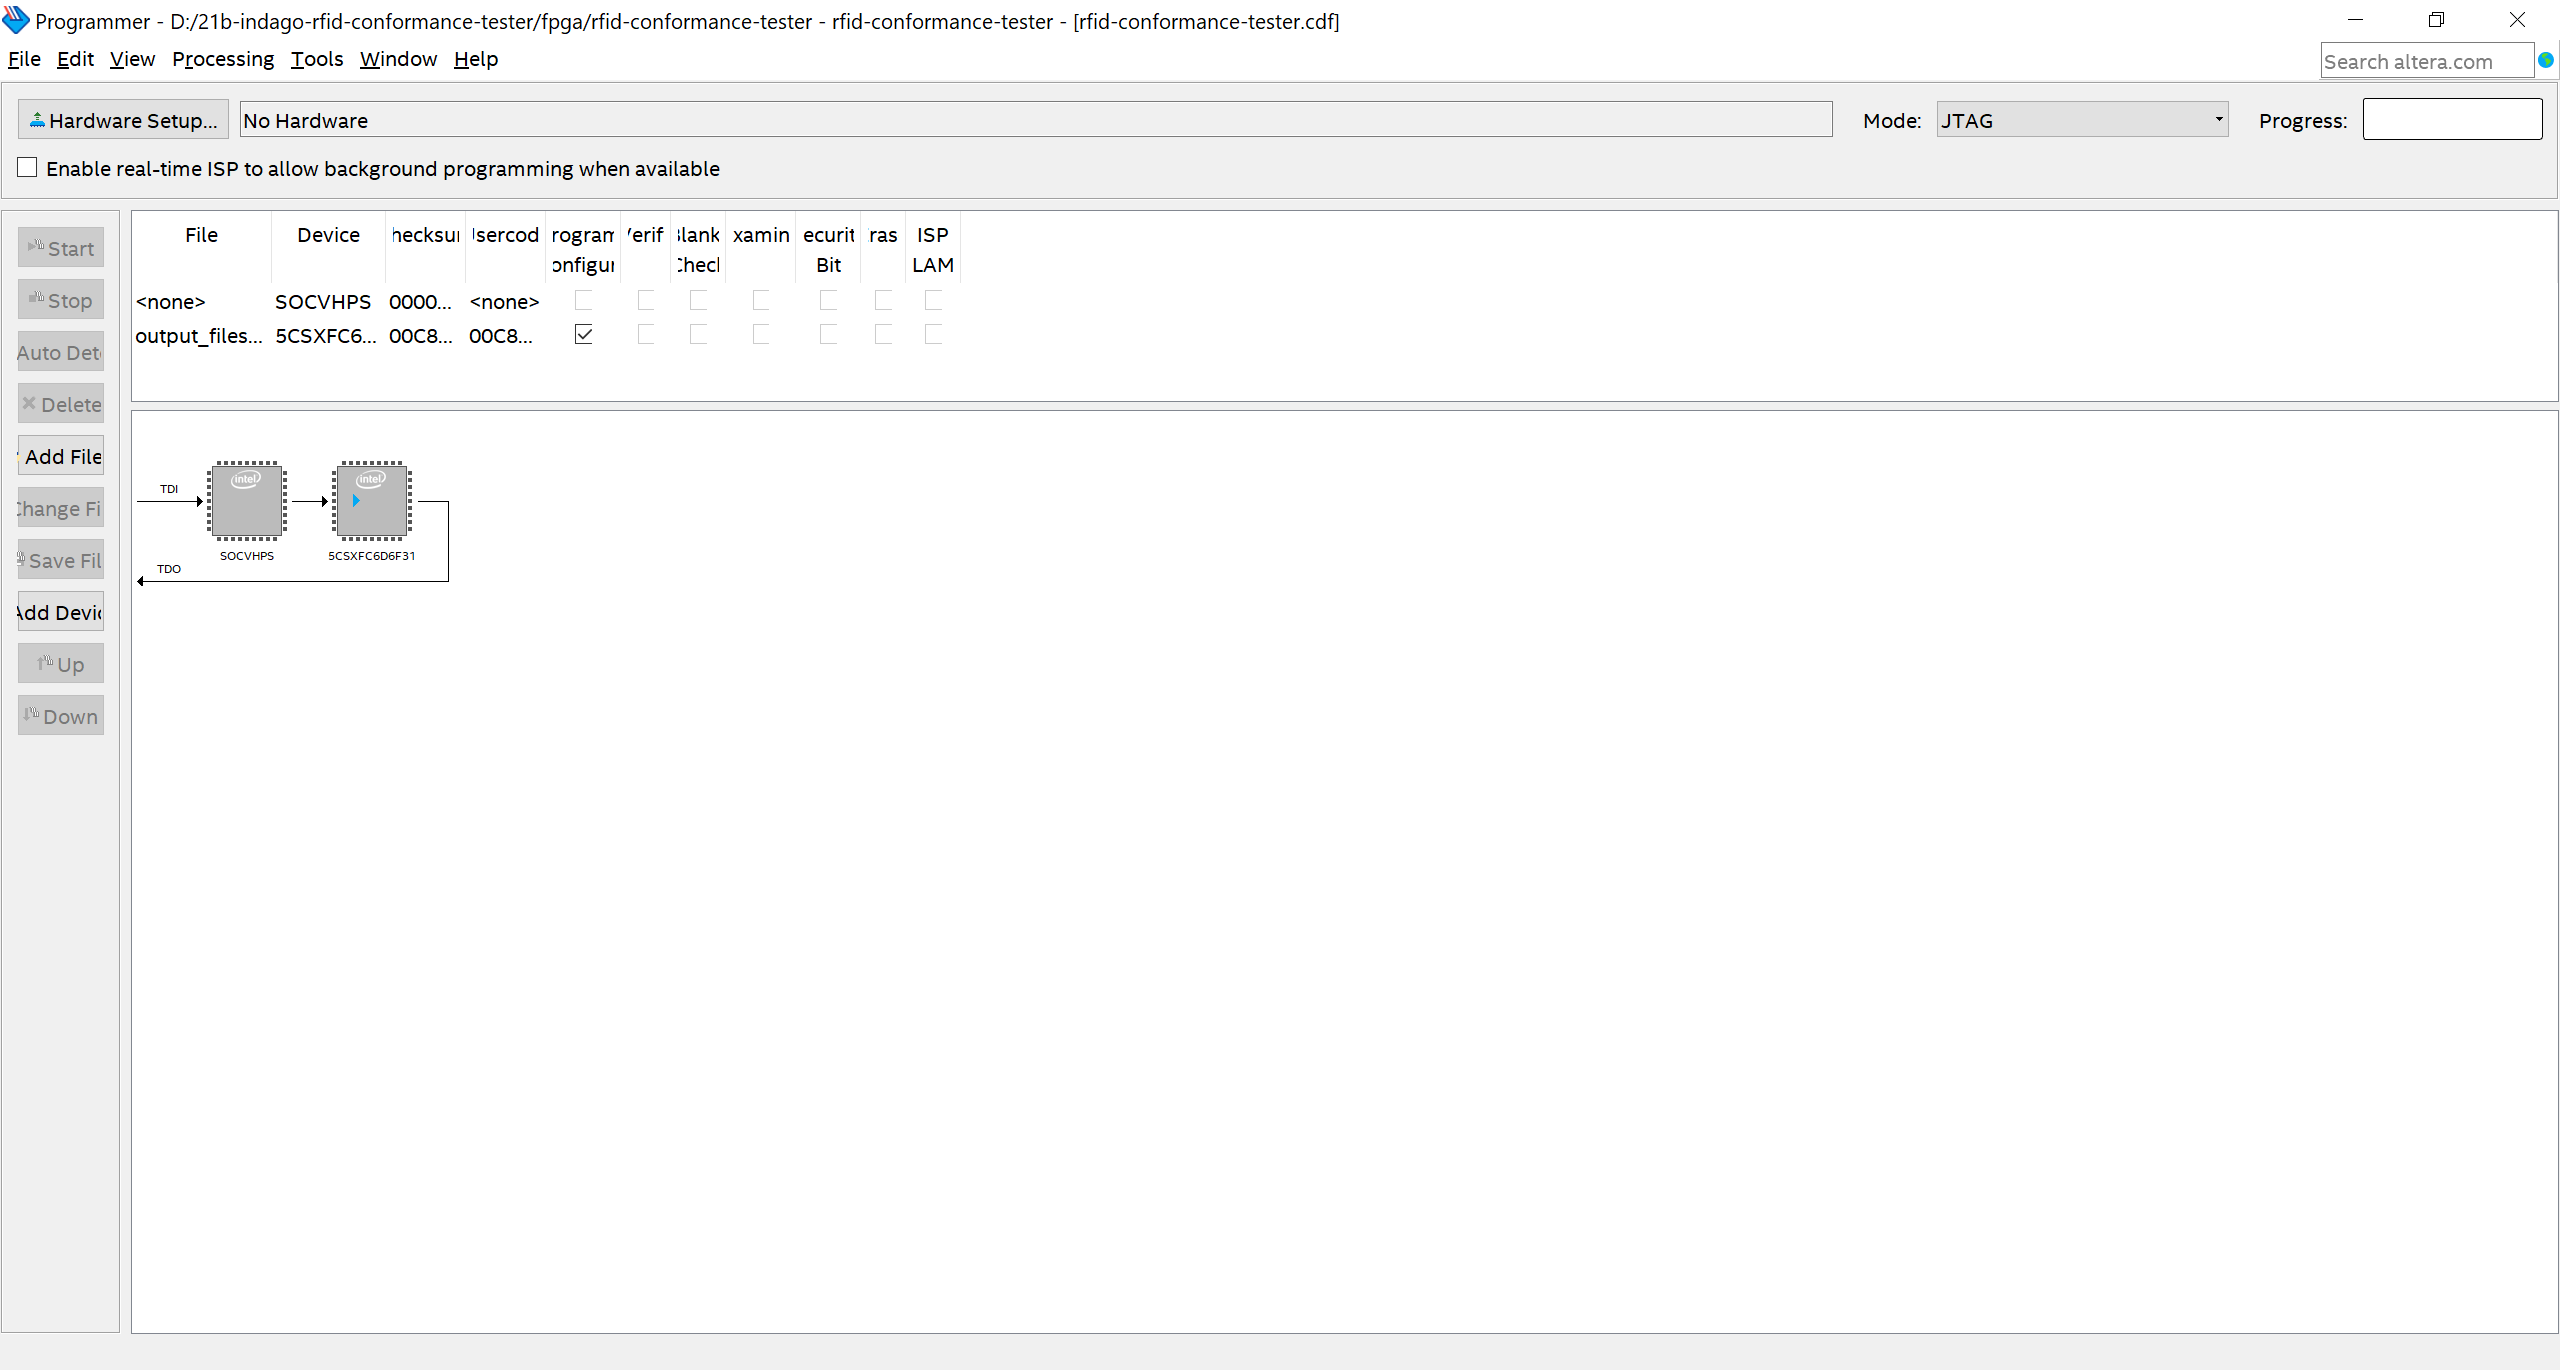 Programmer - D:/21b-indago-rfid-conformance-tester/fpga/rfid-conformance-tester - rfid-conformance-tester - [rfid-conformance-tester.cdf]
File Edit View Processing Tools Window Help
Search altera.com
Hardware Setup... No Hardware Mode: JTAG Progress:
Enable real-time ISP to allow background programming when available
Start
Stop
Auto Det
Delete
Add File
Change Fi
Save Fil
Add Devi
Up
Down
File Device hecksu sercod rogram erif Blank xamin ecurit ras ISP
onfigu Chec Bit LAM
<none> SOCVHPS 0000... <none>
output_files... 5CSXFC6... 00C8... 00C8...
intel intel
TDI
SOCVHPS 5CSXFC6D6F31
TDO